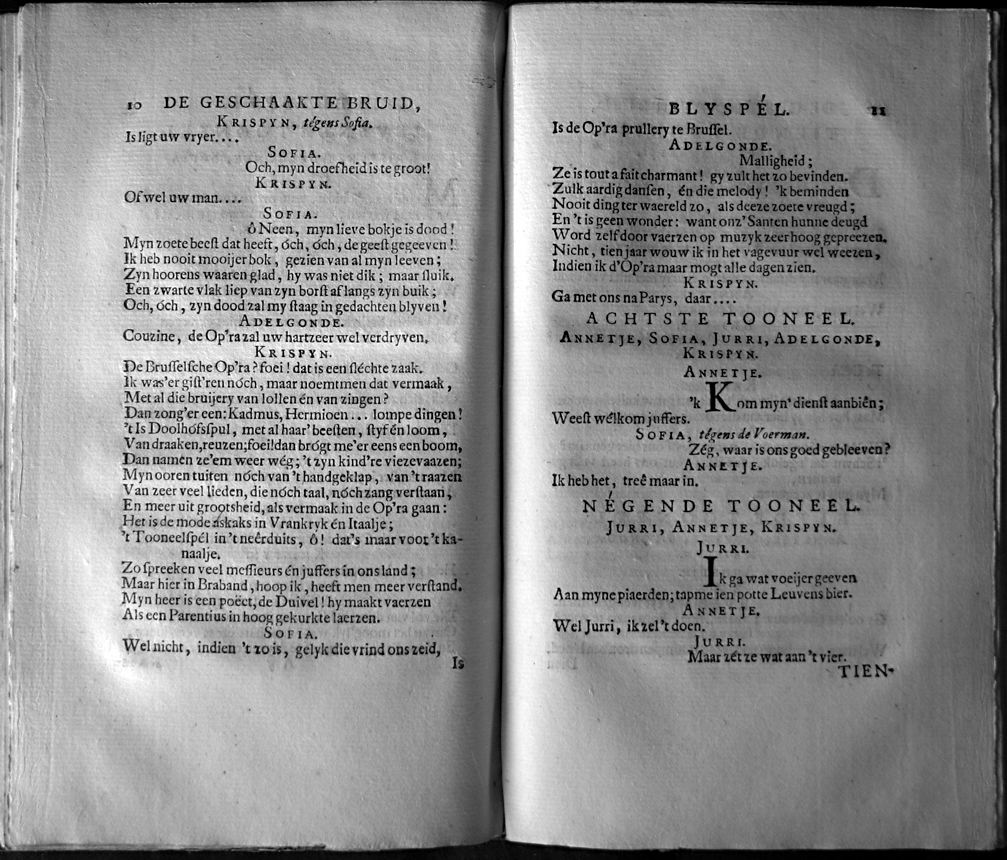 10 DE GESCHAAKTE BRUID,
KRISPYN, tégens Sofia.
Is ligt uw vryer....
SOFIA.
Och, myn droefheid is te groot!
KRISPYN.
Of wel uw man....
SOFIA.
ô Neen, myn lieve bokje is dood!
Myn zoete beest dat heeft, óch, óch, de geest gegeeven!
Ik heb nooit mooijer bok, gezien van al myn leeven;
Zyn hoorens waaren glad, hy was niet dik; maar sluik.
Een zwarte vlak liep van zyn borst af langs zyn buik;
Och, óch, zyn dood zal my staag in gedachten blyven!
ADELGONDE.
Couzine, de Op'ra zal uw hartzeer wel verdryven.
KRISPYN.
De Brusselsche Op'ra? foei! dat is een sléchte zaak.
Ik was'er gist'ren nóch, maar noemt men dat vermaak,
Met al die bruijery van lollen én van zingen?
Dan zong'er een: Kadmus, Hermioen... lompe dingen!
't Is Doolhófsspul, met al haar' beesten, styf én loom,
Van draaken, reuzen; foei! dan brógt me'er eens een boom,
Dan namen ze'em weer wég; 't zyn kind're viezevaazen;
Myn ooren tuiten nóch van 't handgeklap, van 't raazen
Van zeer veel lieden, die nóch taal, nóch zang verstaan,
En meer uit grootsheid, als vermaak in de Op'ra gaan:
Het is de mode áskaks in Vrankryk én Itaalje;
't Tooneelspél in 't neêrduits, ô! dat's maar voor 't ka-
naalje.
Zo spreeken veel messieurs én juffers in ons land;
Maar hier in Braband, hoop ik, heeft men meer verstand.
Myn heer is een poëet, de Duivel! hy maakt vaerzen
Als een Parentius in hoog gekurkte laerzen.
SOFIA.
Wel nicht, indien 't zo is, gelyk die vrind ons zeid,
Is
BLYSPÉL. 11
Is de Op'ra prullery te Brussel.
ADELGONDE.
Malligheid;
Ze is tout a fait charmant! gy zult het zo bevinden.
Zulk aardig dansen, én die melody! 'k beminden
Nooit ding ter waereld zo, als deeze zoete vreugd;
En 't is geen wonder: want onz' Santen hunne deugd
Word zelf door vaerzen op muzyk zeer hoog gepreezen.
Nicht, tien jaar wouw ik in het vagevuur wel weezen,
Indien ik d'Op'ra maar mogt alle dagen zien.
KRISPYN.
Ga met ons na Parys, daar....
ACHTSTE TOONEEL.
ANNETJE, SOFIA, JURRI, ADELGONDE,
KRISPYN.
ANNETJE.
'k Kom myn' dienst aanbiên;
Weest wélkom juffers.
SOFIA, tégens de Voerman.
Zég, waar is ons goed gebleeven?
ANNETJE.
Ik heb het, treê maar in.
NÉGENDE TOONEEL.
JURRI, ANNETJE, KRISPYN.
JURRI.
Ik ga wat voeijer geeven
Aan myne piaerden; tapme ien potte Leuvens bier.
ANNETJE.
Wel Jurri, ik zel 't doen.
JURRI.
Maar zét ze wat aan 't vier.
TIEN-